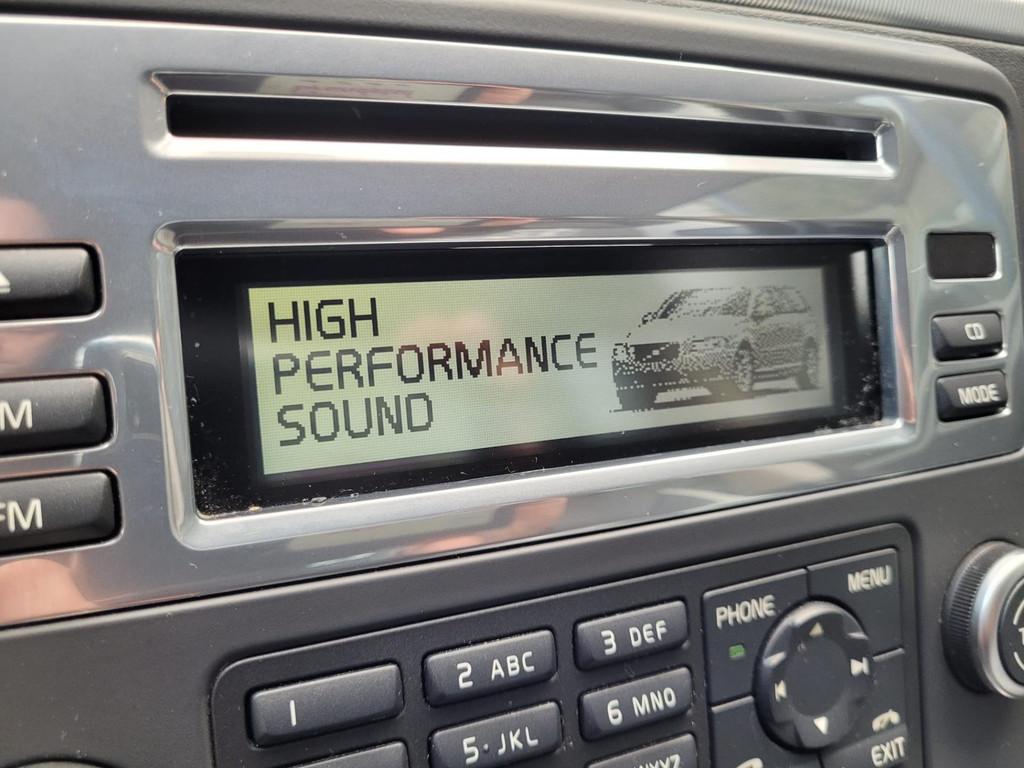 HIGH
PERFORMANCE
SOUND
CD
MODE
M
FM
PHONE
MENU
1
2 ABC
3 DEF
5· JKL
6 MNO
EXIT